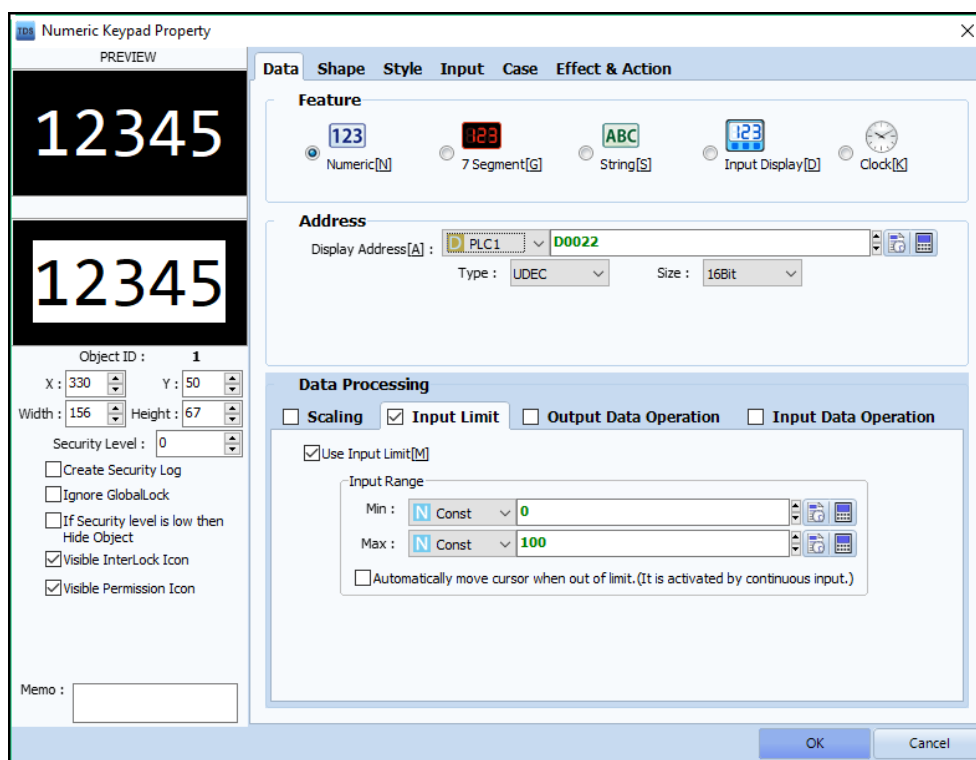 TDS Numeric Keypad Property
PREVIEW
12345
12345
Object ID : 1
X : 330 Y : 50
Width : 156 Height : 67
Security Level : 0
Create Security Log
Ignore GlobalLock
If Security level is low then
Hide Object
Visible InterLock Icon
Visible Permission Icon
Memo :
Data Shape Style Input Case Effect & Action
Feature
123 123 ABC 123
Numeric[N] 7 Segment[G] String[S] Input Display[D] Clock[K]
Address
Display Address[A] : D PLC1 D0022
Type : UDEC Size : 16Bit
Data Processing
Scaling Input Limit Output Data Operation Input Data Operation
Use Input Limit[M]
Input Range
Min : N Const 0
Max : N Const 100
Automatically move cursor when out of limit.(It is activated by continuous input.)
OK Cancel